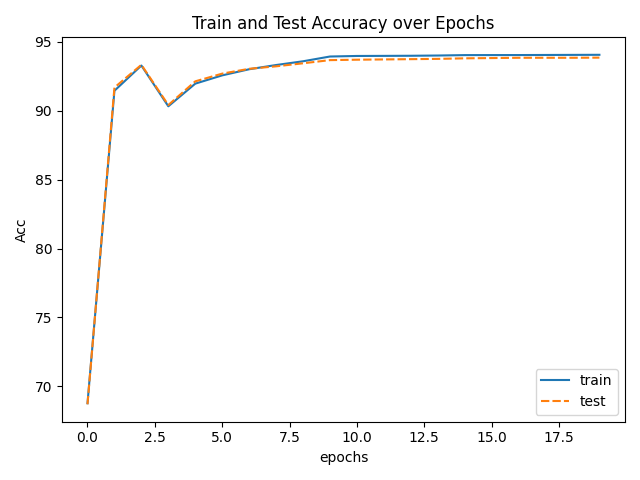 Train and Test Accuracy over Epochs
95
90
85
80
75
70
Acc
0.0 2.5 5.0 7.5 10.0 12.5 15.0 17.5
epochs
train
test